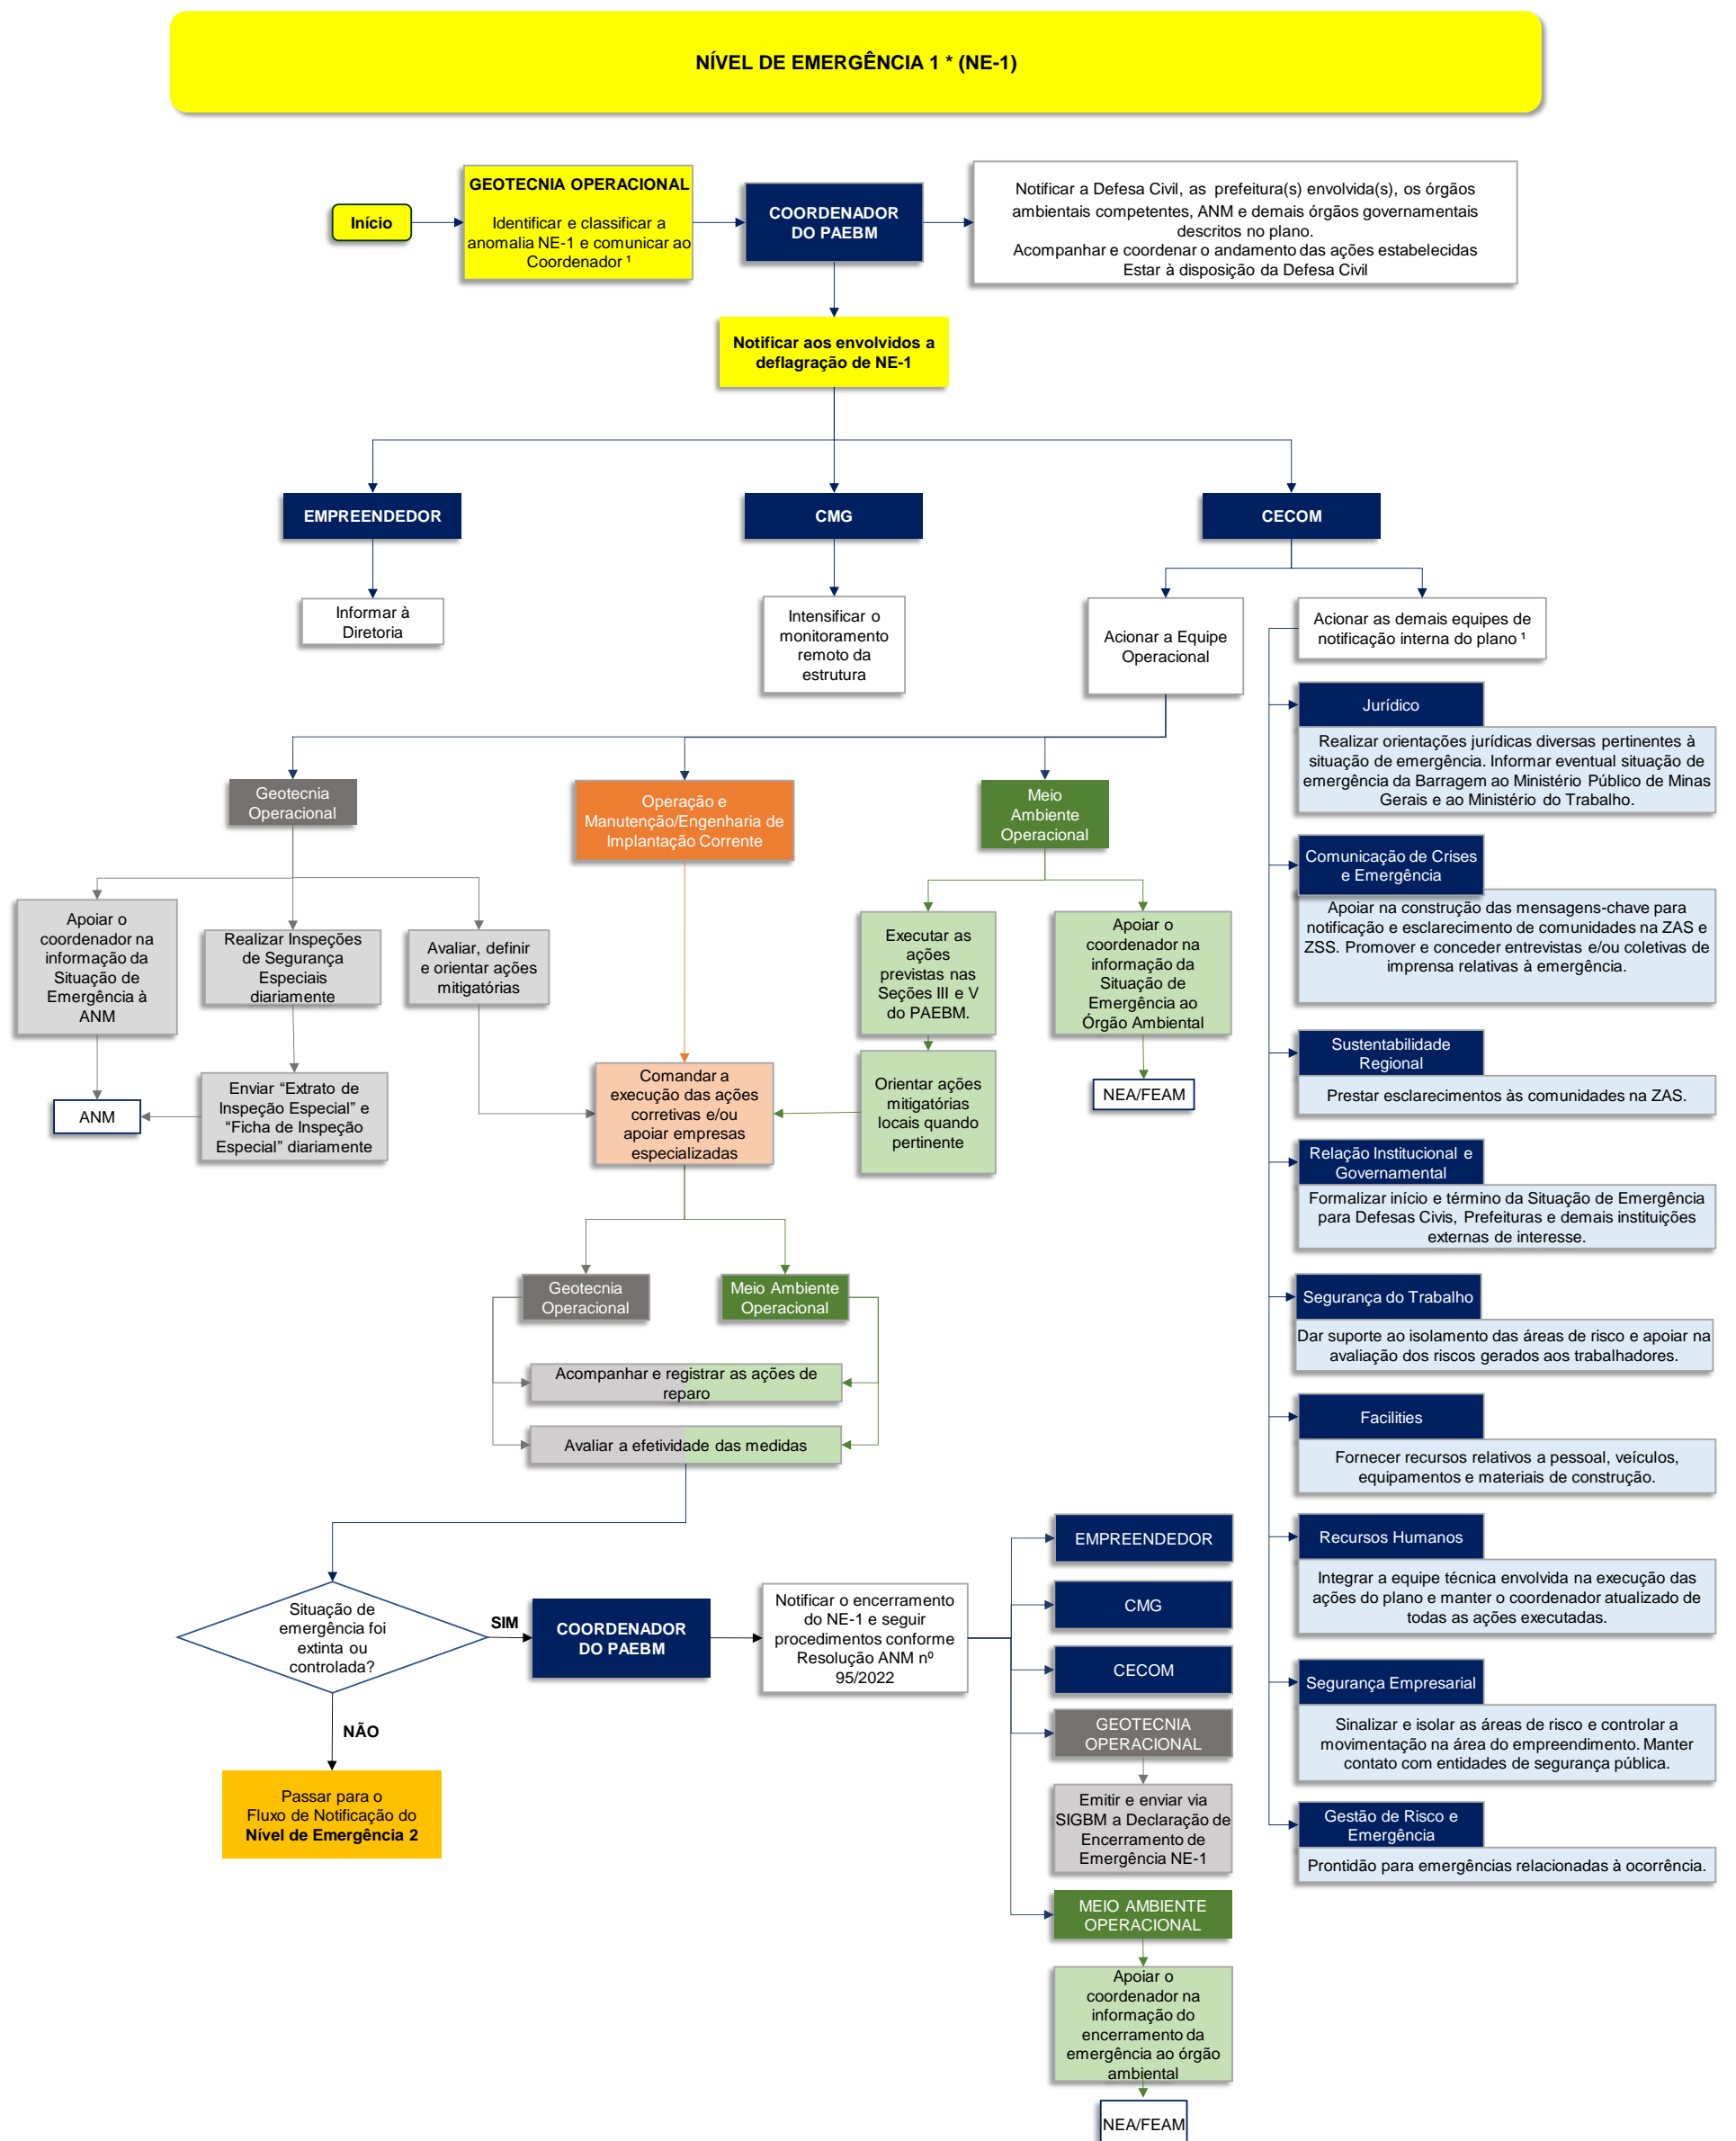 NÍVEL DE EMERGÊNCIA 1 * (NE-1)
Início
GEOTECNIA OPERACIONAL
Identificar e classificar a
anomalia NE-1 e comunicar ao
Coordenador ¹
COORDENADOR
DO PAEBM
Notificar a Defesa Civil, as prefeitura(s) envolvida(s), os órgãos
ambientais competentes, ANM e demais órgãos governamentais
descritos no plano.
Acompanhar e coordenar o andamento das ações estabelecidas
Estar à disposição da Defesa Civil
Notificar aos envolvidos a
deflagração de NE-1
EMPREENDEDOR
CMG
CECOM
Informar à
Diretoria
Intensificar o
monitoramento
remoto da
estrutura
Acionar a Equipe
Operacional
Acionar as demais equipes de
notificação interna do plano ¹
Jurídico
Realizar orientações jurídicas diversas pertinentes à
situação de emergência. Informar eventual situação de
emergência da Barragem ao Ministério Público de Minas
Gerais e ao Ministério do Trabalho.
Comunicação de Crises
e Emergência
Apoiar na construção das mensagens-chave para
notificação e esclarecimento de comunidades na ZAS e
ZSS. Promover e conceder entrevistas e/ou coletivas de
imprensa relativas à emergência.
Sustentabilidade
Regional
Prestar esclarecimentos às comunidades na ZAS.
Relação Institucional e
Governamental
Formalizar início e término da Situação de Emergência
para Defesas Civis, Prefeituras e demais instituições
externas de interesse.
Segurança do Trabalho
Dar suporte ao isolamento das áreas de risco e apoiar na
avaliação dos riscos gerados aos trabalhadores.
Facilities
Fornecer recursos relativos a pessoal, veículos,
equipamentos e materiais de construção.
Recursos Humanos
Integrar a equipe técnica envolvida na execução das
ações do plano e manter o coordenador atualizado de
todas as ações executadas.
Segurança Empresarial
Sinalizar e isolar as áreas de risco e controlar a
movimentação na área do empreendimento. Manter
contato com entidades de segurança pública.
Gestão de Risco e
Emergência
Prontidão para emergências relacionadas à ocorrência.
Geotecnia
Operacional
Operação e
Manutenção/Engenharia de
Implantação Corrente
Meio
Ambiente
Operacional
Apoiar o
coordenador na
informação da
Situação de
Emergência à
ANM
Realizar Inspeções
de Segurança
Especiais
diariamente
Avaliar, definir
e orientar ações
mitigatórias
Executar as
ações
previstas nas
Seções III e V
do PAEBM.
Apoiar o
coordenador na
informação da
Situação de
Emergência ao
Órgão Ambiental
ANM
Enviar “Extrato de
Inspeção Especial” e
“Ficha de Inspeção
Especial” diariamente
Comandar a
execução das ações
corretivas e/ou
apoiar empresas
especializadas
Orientar ações
mitigatórias
locais quando
pertinente
NEA/FEAM
Geotecnia
Operacional
Meio Ambiente
Operacional
Acompanhar e registrar as ações de
reparo
Avaliar a efetividade das medidas
Situação de
emergência foi
extinta ou
controlada?
SIM
NÃO
COORDENADOR
DO PAEBM
Notificar o encerramento
do NE-1 e seguir
procedimentos conforme
Resolução ANM nº
95/2022
Passar para o
Fluxo de Notificação do
Nível de Emergência 2
EMPREENDEDOR
CMG
CECOM
GEOTECNIA
OPERACIONAL
Emitir e enviar via
SIGBM a Declaração de
Encerramento de
Emergência NE-1
MEIO AMBIENTE
OPERACIONAL
Apoiar o
coordenador na
informação do
encerramento da
emergência ao órgão
ambiental
NEA/FEAM